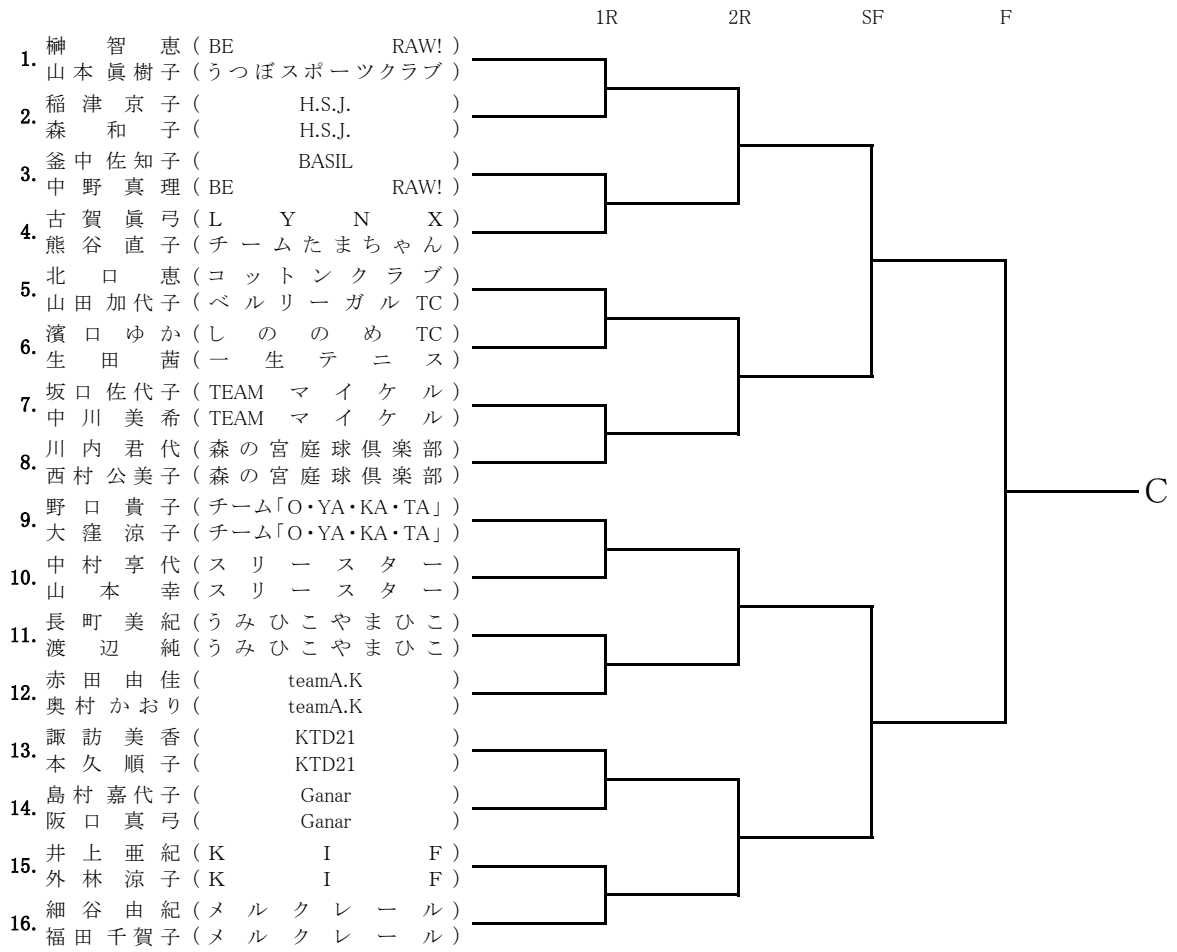 1R 2R SF F
1. 榊智恵 ( BE RAW! )
山本眞樹子 ( うつぼスポーツクラブ )
2. 稲津京子 ( H.S.J. )
森和子 ( H.S.J. )
3. 釜中佐知子 ( BASIL )
中野真理 ( BE RAW! )
4. 古賀眞弓 ( LYNX )
熊谷直子 ( チームたまちゃん )
5. 北口恵 ( コットンクラブ )
山田加代子 ( ベルリーガル TC )
6. 濱口ゆか ( しののめ TC )
生田茜 ( 一生テニス )
7. 坂口佐代子 ( TEAM マイケル )
中川美希 ( TEAM マイケル )
8. 川内君代 ( 森の宮庭球倶楽部 )
西村公美子 ( 森の宮庭球倶楽部 )
C
9. 野口貴子 ( チーム「O・YA・KA・TA」 )
大窪涼子 ( チーム「O・YA・KA・TA」 )
10. 中村享代 ( スリースター )
山本幸 ( スリースター )
11. 長町美紀 ( うみひこやまひこ )
渡辺純 ( うみひこやまひこ )
12. 赤田由佳 ( teamA.K )
奥村かおり ( teamA.K )
13. 諏訪美香 ( KTD21 )
本久順子 ( KTD21 )
14. 島村嘉代子 ( Ganar )
阪口真弓 ( Ganar )
15. 井上亜紀 ( KIF )
外林涼子 ( KIF )
16. 細谷由紀 ( メルクレール )
福田千賀子 ( メルクレール )